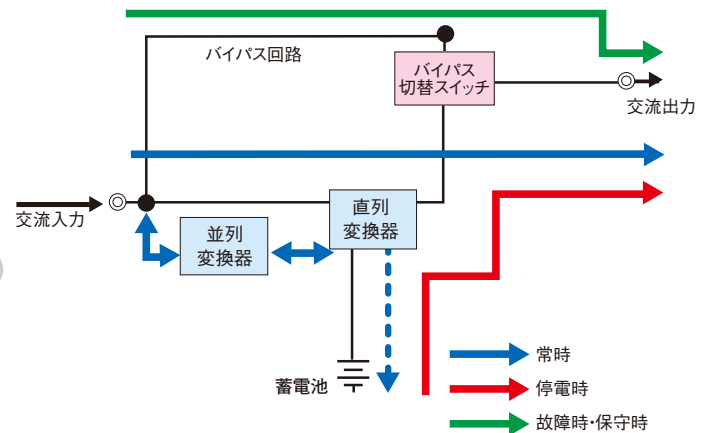 バイパス回路
バイパス
切替スイッチ
交流出力
交流入力
直列
変換器
並列
変換器
蓄電池
常時
停電時
故障時・保守時